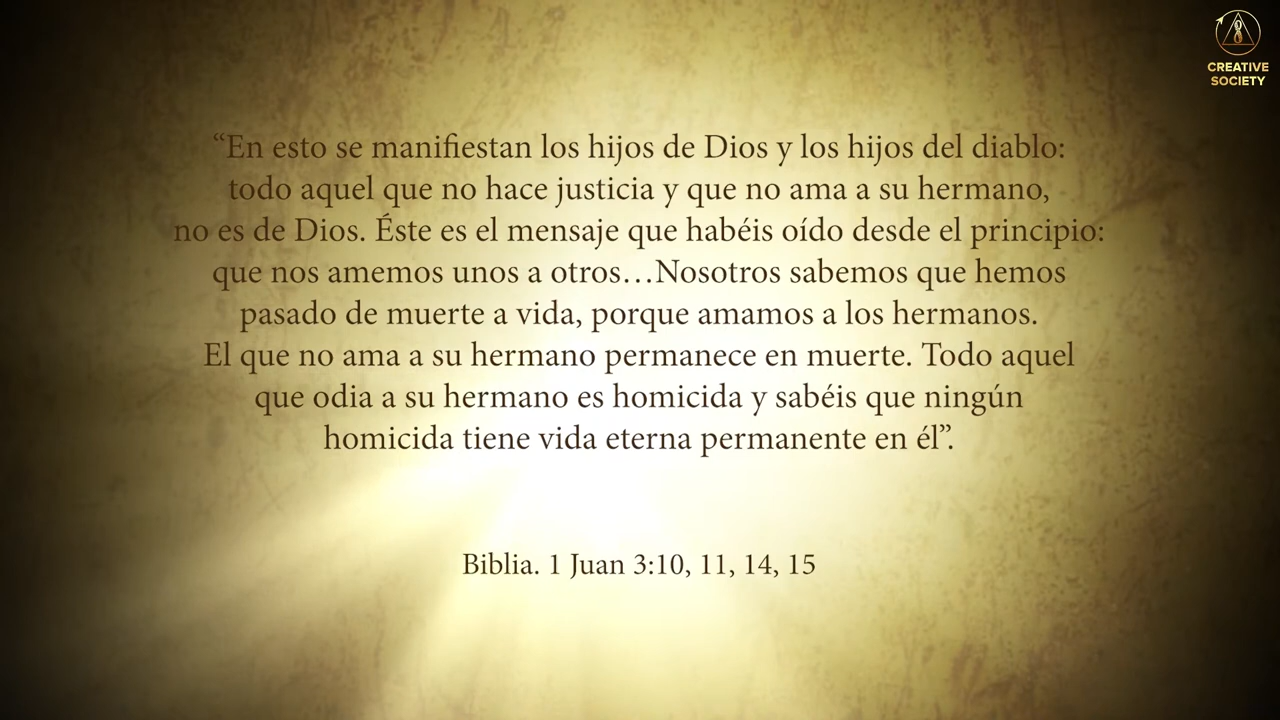 CREATIVE
SOCIETY
“En esto se manifiestan los hijos de Dios y los hijos del diablo:
todo aquel que no hace justicia y que no ama a su hermano,
no es de Dios. Éste es el mensaje que habéis oído desde el principio:
que nos amemos unos a otros…Nosotros sabemos que hemos
pasado de muerte a vida, porque amamos a los hermanos.
El que no ama a su hermano permanece en muerte. Todo aquel
que odia a su hermano es homicida y sabéis que ningún
homicida tiene vida eterna permanente en él”.
Biblia. 1 Juan 3:10, 11, 14, 15